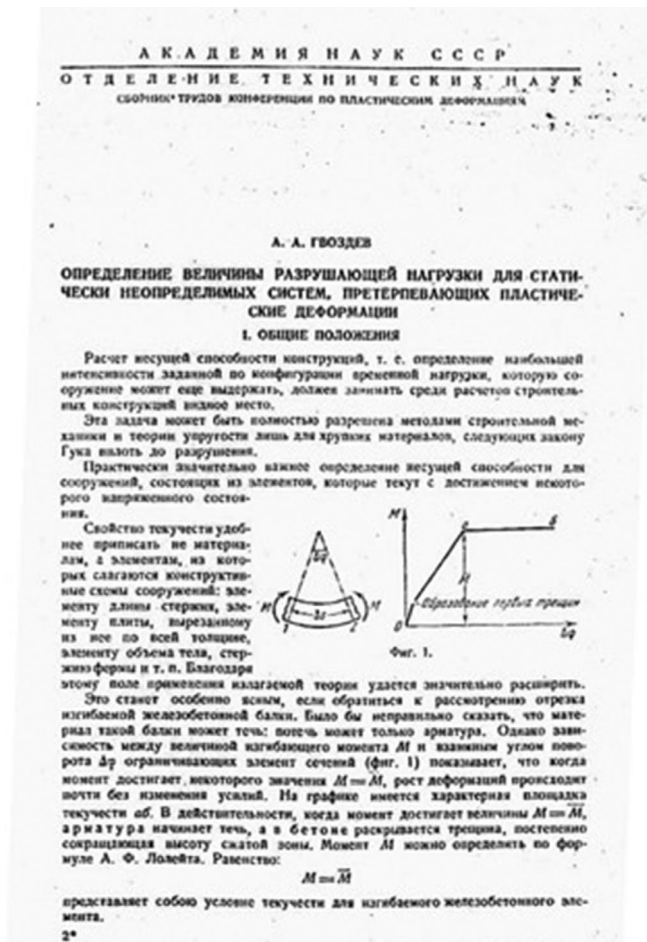 АКАДЕМИЯ НАУК СССР
ОТДЕЛЕНИЕ ТЕХНИЧЕСКИХ НАУК
СБОРНИК ТРУДОВ КОНФЕРЕНЦИИ ПО ПЛАСТИЧЕСКИМ ДЕФОРМАЦИЯМ
А. А. ГВОЗДЕВ
ОПРЕДЕЛЕНИЕ ВЕЛИЧИНЫ РАЗРУШАЮЩЕЙ НАГРУЗКИ ДЛЯ СТАТИ-
ЧЕСКИ НЕОПРЕДЕЛИМЫХ СИСТЕМ, ПРЕТЕРПЕВАЮЩИХ ПЛАСТИЧЕ-
СКИЕ ДЕФОРМАЦИИ
I. ОБЩИЕ ПОЛОЖЕНИЯ
Расчет несущей способности конструкций, т. е. определение наибольшей
интенсивности заданной по конфигурации временной нагрузки, которую со-
оружение может еще выдержать, должен занимать среди расчетов строитель-
ных конструкций видное место.
Эта задача может быть полностью разрешена методами строительной ме-
ханики и теории упругости лишь для хрупких материалов, следующих закону
Гука вплоть до разрушения.
Практически значительно важнее определение несущей способности для
сооружений, состоящих из элементов, которые текут с достижением некото-
рого напряженного состоя-
ния.
Свойство текучести удоб-
нее приписать не материа-
лам, а элементам, из кото-
рых слагаются конструктив-
ные схемы сооружений: эле-
менту длины стержня, эле-
менту плиты, вырезанному
из нее по всей толщине,
элементу объема тела, стер-
жню фермы и т. п. Благодаря
M
Δφ
M
Δs
M
1
2
M
а
б
M̄
Образование первых трещин
O
Δφ
Фиг. 1.
этому поле применения излагаемой теории удается значительно расширить.
Это станет особенно ясным, если обратиться к рассмотрению отрезка
изгибаемой железобетонной балки. Было бы неправильно сказать, что мате-
риал такой балки может течь: потечь может только арматура. Однако зави-
симость между величиной изгибающего момента M и взаимным углом пово-
рота Δφ ограничивающих элемент сечений (фиг. 1) показывает, что когда
момент достигает некоторого значения M = M̄, рост деформаций происходит
почти без изменения усилий. На графике имеется характерная площадка
текучести аб. В действительности, когда момент достигает величины M = M̄,
арматура начинает течь, а в бетоне раскрывается трещина, постепенно
сокращающая высоту сжатой зоны. Момент M̄ можно определить по фор-
муле А. Ф. Лолейта. Равенство:
M = M̄
представляет собою условие текучести для изгибаемого железобетонного эле-
мента.
2*